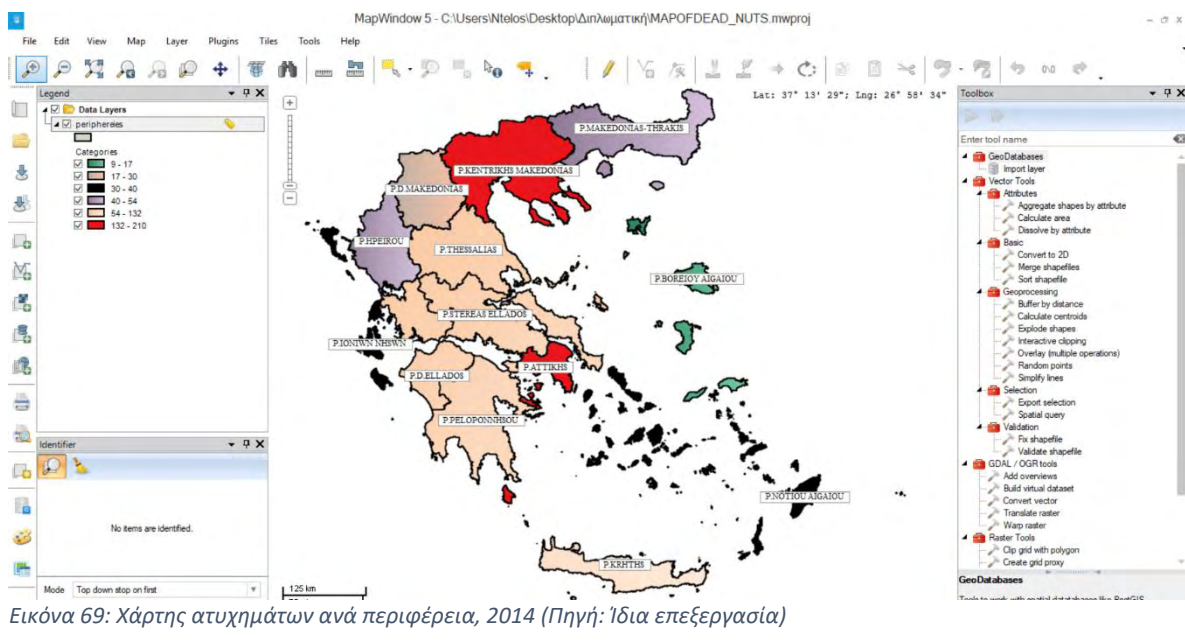 MapWindow 5 - C:\Users\Ntelos\Desktop\Διπλωματική\MAPOFDEAD_NUTS.mwproj
File Edit View Map Layer Plugins Tiles Tools Help
Legend
Data Layers
periphereies
Categories
9 - 17
17 - 30
30 - 40
40 - 54
54 - 132
132 - 210
Identifier
No items are identified.
Mode Top down stop on first
Lat: 37° 13' 29"; Lng: 26° 58' 34"
P.MAKEDONIAS-THRAKIS
P.KENTRIKHS MAKEDONIAS
P.D.MAKEDONIAS
P.HPEIROU
P.THESSALIAS
P.BOREIOY AIGAIOU
P.STEREAS ELLADOS
P.IONIWN NHSWN
P.ATTIKHS
P.D.ELLADOS
P.PELOPONNHSOU
P.NOTIOU AIGAIOU
P.KRHTHS
125 km
Toolbox
Enter tool name
GeoDatabases
Import layer
Vector Tools
Attributes
Aggregate shapes by attribute
Calculate area
Dissolve by attribute
Basic
Convert to 2D
Merge shapefiles
Sort shapefile
Geoprocessing
Buffer by distance
Calculate centroids
Explode shapes
Interactive clipping
Overlay (multiple operations)
Random points
Simplify lines
Selection
Export selection
Spatial query
Validation
Fix shapefile
Validate shapefile
GDAL / OGR tools
Add overviews
Build virtual dataset
Convert vector
Translate raster
Warp raster
Raster Tools
Clip grid with polygon
Create grid proxy
GeoDatabases
Εικόνα 69: Χάρτης ατυχημάτων ανά περιφέρεια, 2014 (Πηγή: Ίδια επεξεργασία)